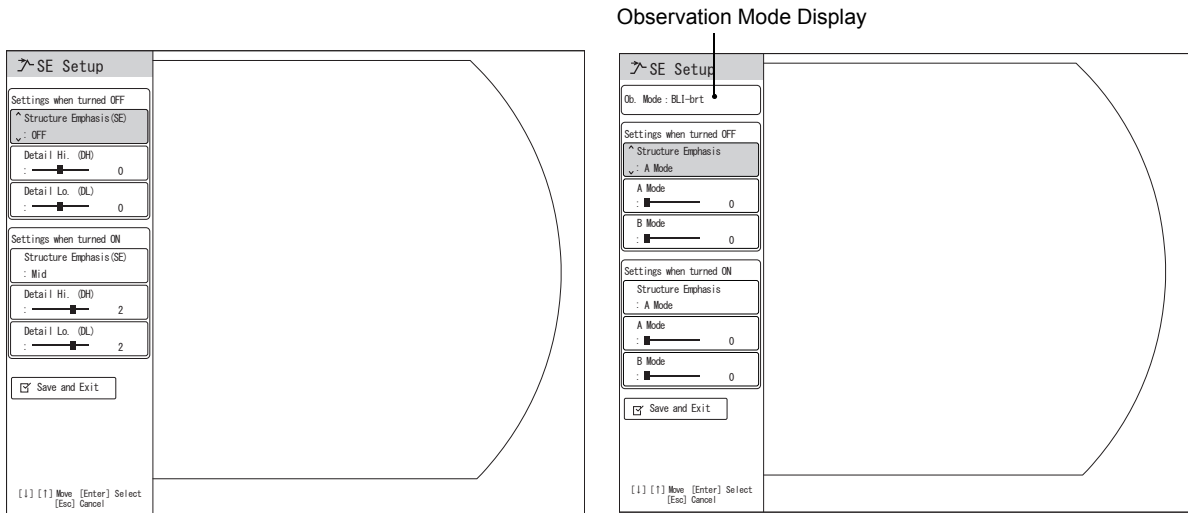 Observation Mode Display
SE Setup
Settings when turned OFF
Structure Emphasis(SE)
: OFF
Detail Hi. (DH)
: 0
Detail Lo. (DL)
: 0
Settings when turned ON
Structure Emphasis(SE)
: Mid
Detail Hi. (DH)
: 2
Detail Lo. (DL)
: 2
Save and Exit
[↓] [↑] Move [Enter] Select
[Esc] Cancel
SE Setup
Ob. Mode : BLI-brt
Settings when turned OFF
Structure Emphasis
: A Mode
A Mode
: 0
B Mode
: 0
Settings when turned ON
Structure Emphasis
: A Mode
A Mode
: 0
B Mode
: 0
Save and Exit
[↓] [↑] Move [Enter] Select
[Esc] Cancel